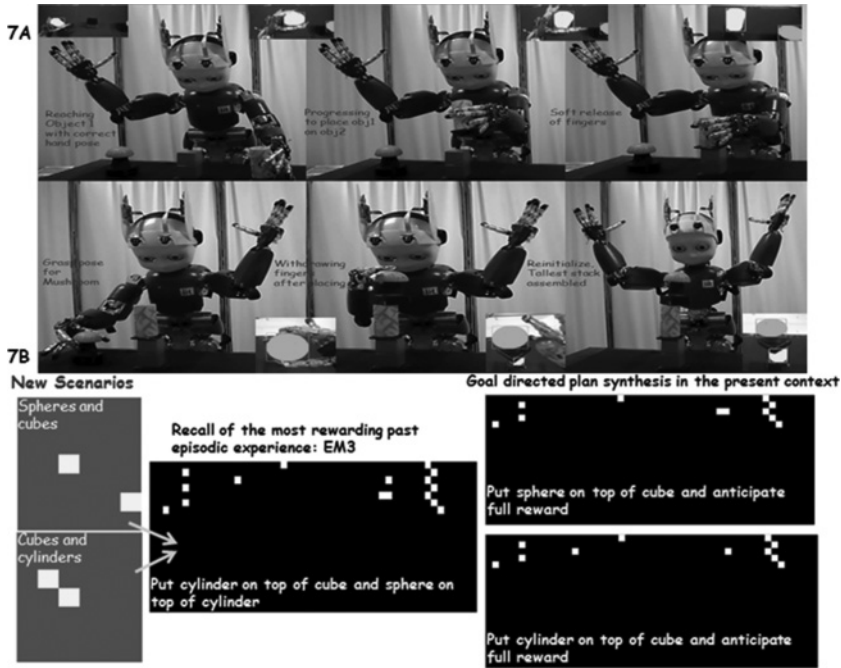 7A
Reaching
Object 1
with correct
hand pose
Progressing
to place obj1
on obj2
Soft release
of fingers
Grasp pose
for
Mushroom
Withdrawing
fingers
after placing
Reinitialize,
Tallest stack
assembled
7B
New Scenarios
Goal directed plan synthesis in the present context
Spheres and
cubes
Recall of the most rewarding past
episodic experience: EM3
Put sphere on top of cube and anticipate
full reward
Cubes and
cylinders
Put cylinder on top of cube and sphere on
top of cylinder
Put cylinder on top of cube and anticipate
full reward